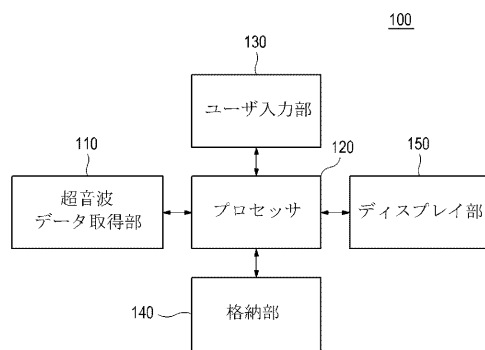 100
130
ユーザ入力部
110
超音波
データ取得部
120
プロセッサ
150
ディスプレイ部
140
格納部